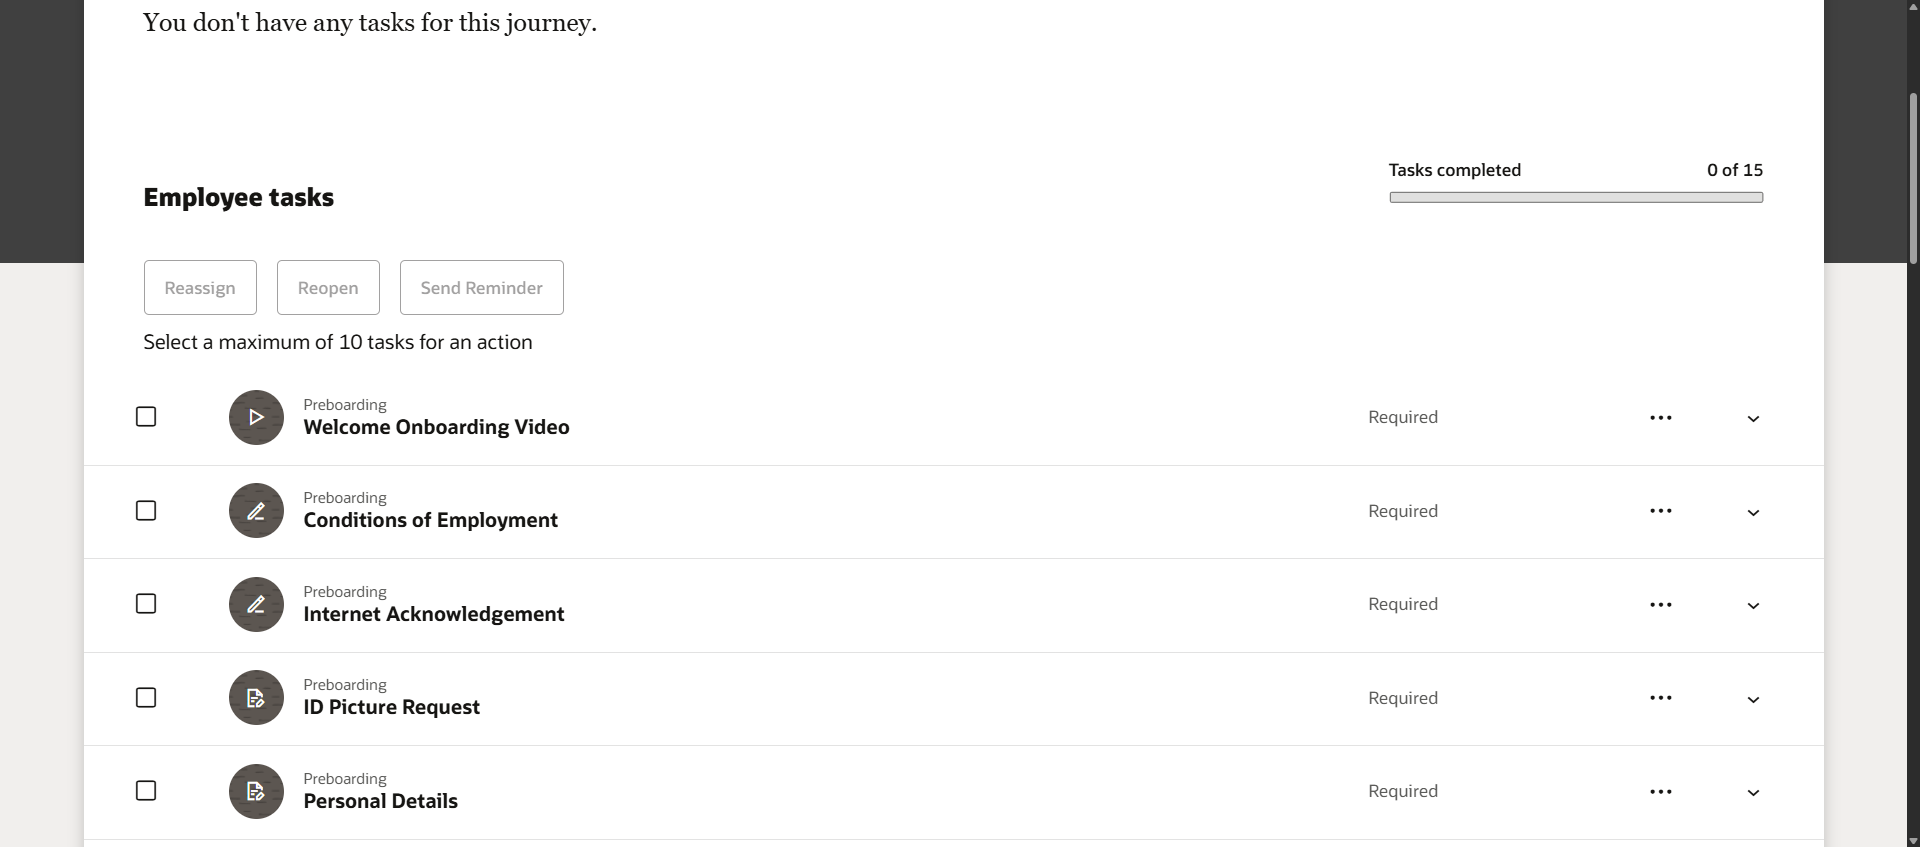 You don't have any tasks for this journey.
Tasks completed 0 of 15
Employee tasks
Reassign Reopen Send Reminder
Select a maximum of 10 tasks for an action
Preboarding
Welcome Onboarding Video Required
Preboarding
Conditions of Employment Required
Preboarding
Internet Acknowledgement Required
Preboarding
ID Picture Request Required
Preboarding
Personal Details Required